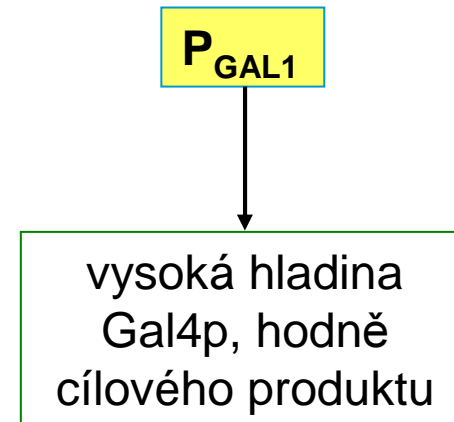 PGAL1
vysoká hladina
Gal4p, hodně
cílového produktu